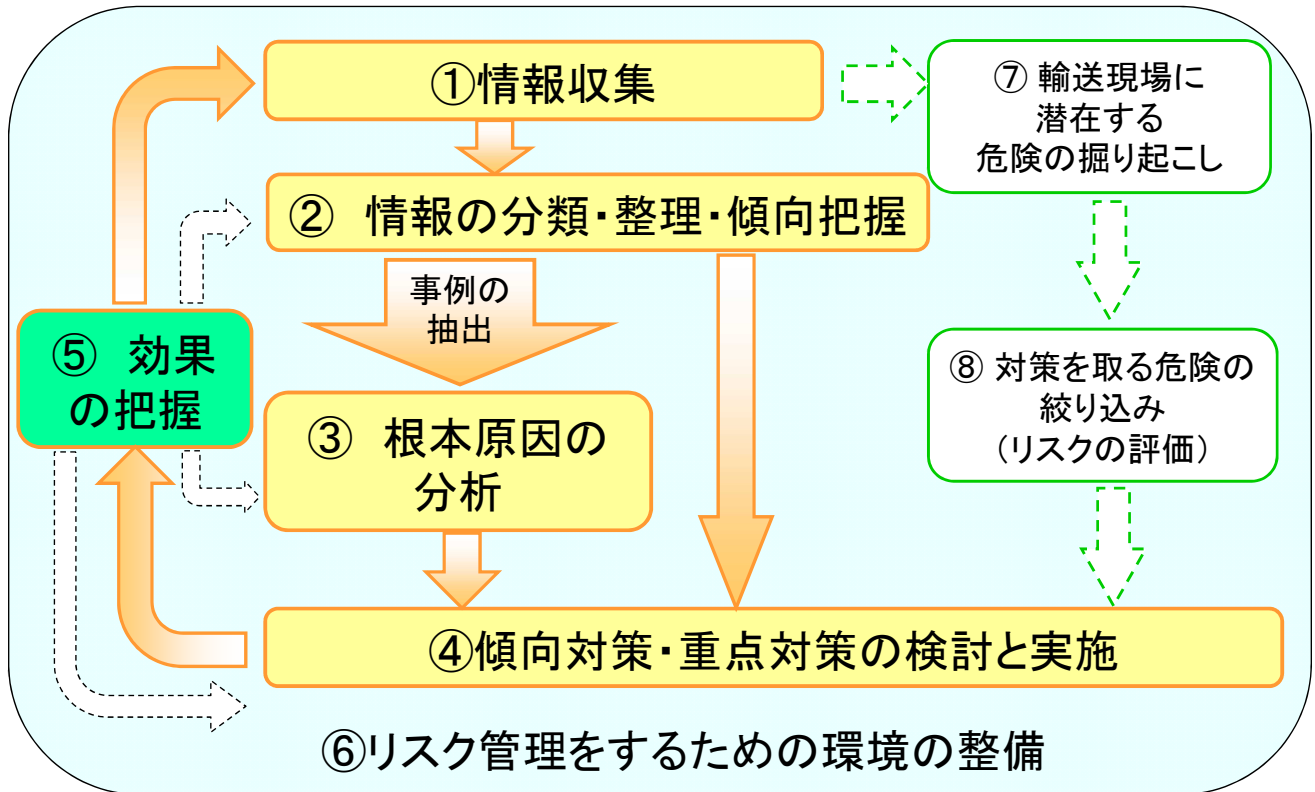 ①情報収集
⑦ 輸送現場に
潜在する
危険の掘り起こし
② 情報の分類・整理・傾向把握
事例の
抽出
⑤ 効果
の把握
③ 根本原因の
分析
⑧ 対策を取る危険の
絞り込み
（リスクの評価）
④傾向対策・重点対策の検討と実施
⑥リスク管理をするための環境の整備